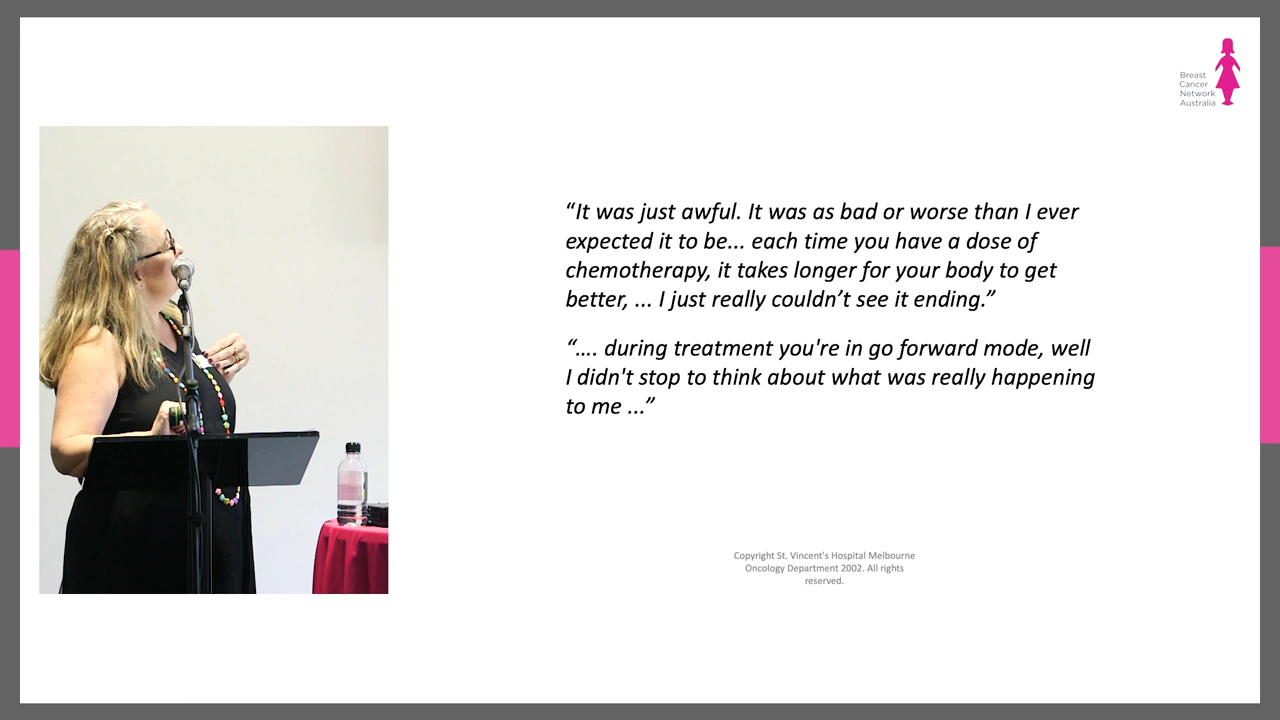 Breast
Cancer
Network
Australia
“It was just awful. It was as bad or worse than I ever
expected it to be... each time you have a dose of
chemotherapy, it takes longer for your body to get
better, ... I just really couldn’t see it ending.”
“.... during treatment you're in go forward mode, well
I didn't stop to think about what was really happening
to me ...”
Copyright St. Vincent's Hospital Melbourne
Oncology Department 2002. All rights
reserved.